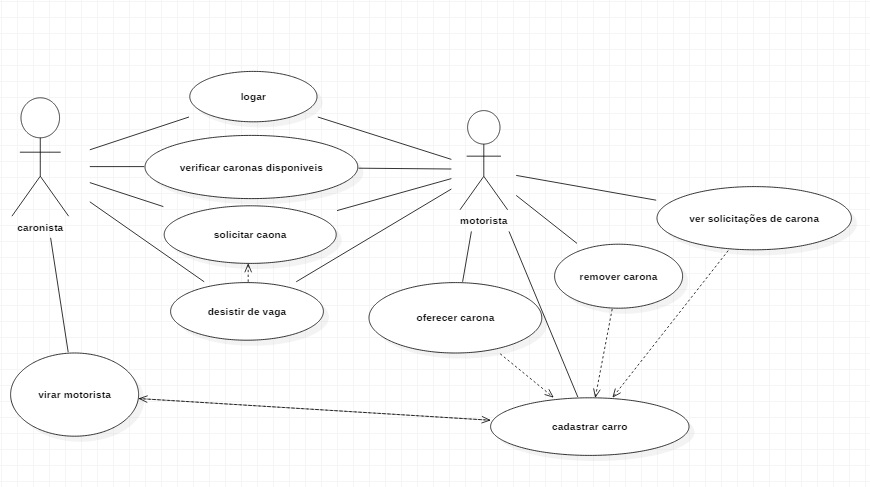 logar
verificar caronas disponiveis
caronista
motorista
solicitar caona
ver solicitações de carona
remover carona
desistir de vaga
oferecer carona
virar motorista
cadastrar carro